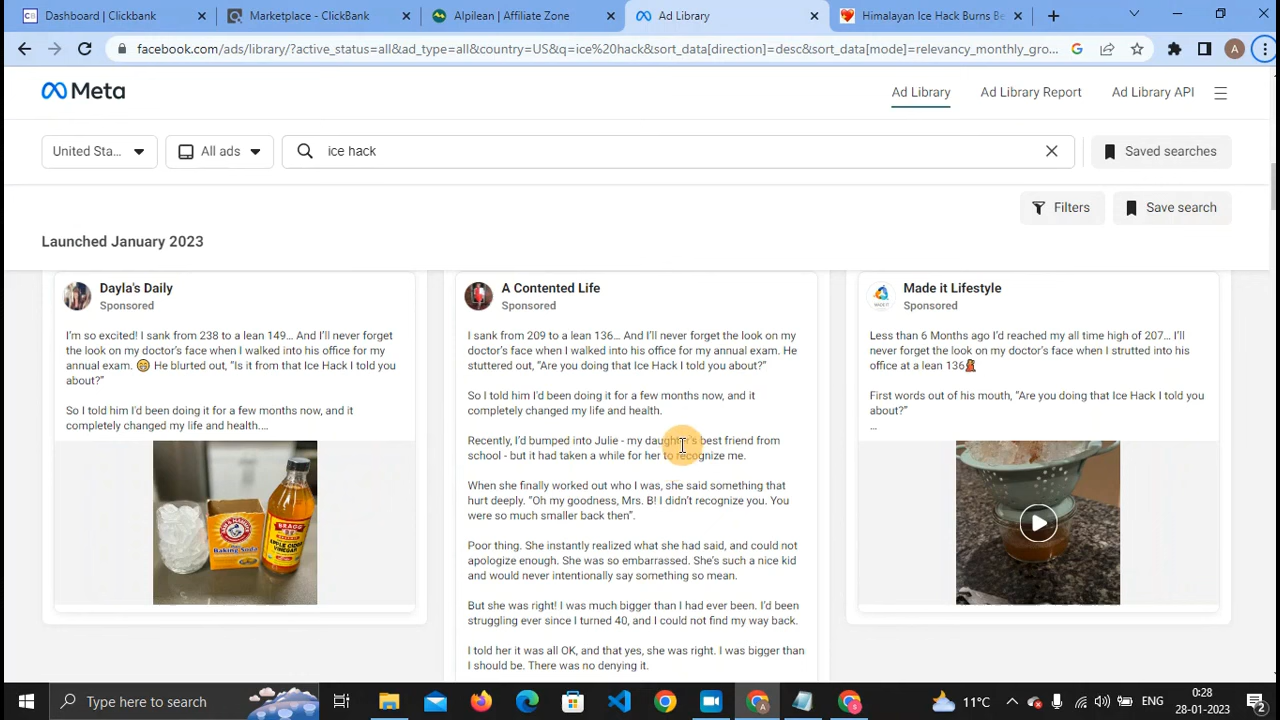 Dashboard | Clickbank
Marketplace - ClickBank
Alpilean | Affiliate Zone
Ad Library
Himalayan Ice Hack Burns Be
facebook.com/ads/library/?active_status=all&ad_type=all&country=US&q=ice%20hack&sort_data[direction]=desc&sort_data[mode]=relevancy_monthly_gro...
A
Meta
Ad Library
Ad Library Report
Ad Library API
United Sta...
All ads
ice hack
Saved searches
Filters
Save search
Launched January 2023
Dayla's Daily
Sponsored
I'm so excited! I sank from 238 to a lean 149... And I'll never forget
the look on my doctor's face when I walked into his office for my
annual exam. 😁 He blurted out, "Is it from that Ice Hack I told you
about?"
So I told him I'd been doing it for a few months now, and it
completely changed my life and health....
ARM & HAMMER
Baking Soda
BRAGG
APPLE CIDER
VINEGAR
A Contented Life
Sponsored
I sank from 209 to a lean 136... And I'll never forget the look on my
doctor's face when I walked into his office for my annual exam. He
stuttered out, "Are you doing that Ice Hack I told you about?"
So I told him I'd been doing it for a few months now, and it
completely changed my life and health.
Recently, I'd bumped into Julie - my daughter's best friend from
school - but it had taken a while for her to recognize me.
When she finally worked out who I was, she said something that
hurt deeply. "Oh my goodness, Mrs. B! I didn't recognize you. You
were so much smaller back then".
Poor thing. She instantly realized what she had said, and could not
apologize enough. She was so embarrassed. She's such a nice kid
and would never intentionally say something so mean.
But she was right! I was much bigger than I had ever been. I'd been
struggling ever since I turned 40, and I could not find my way back.
I told her it was all OK, and that yes, she was right. I was bigger than
I should be. There was no denying it.
Made it Lifestyle
Sponsored
Less than 6 Months ago I'd reached my all time high of 207... I'll
never forget the look on my doctor's face when I strutted into his
office at a lean 136
First words out of his mouth, "Are you doing that Ice Hack I told you
about?"
...
Type here to search
11°C
ENG
0:28
28-01-2023
2